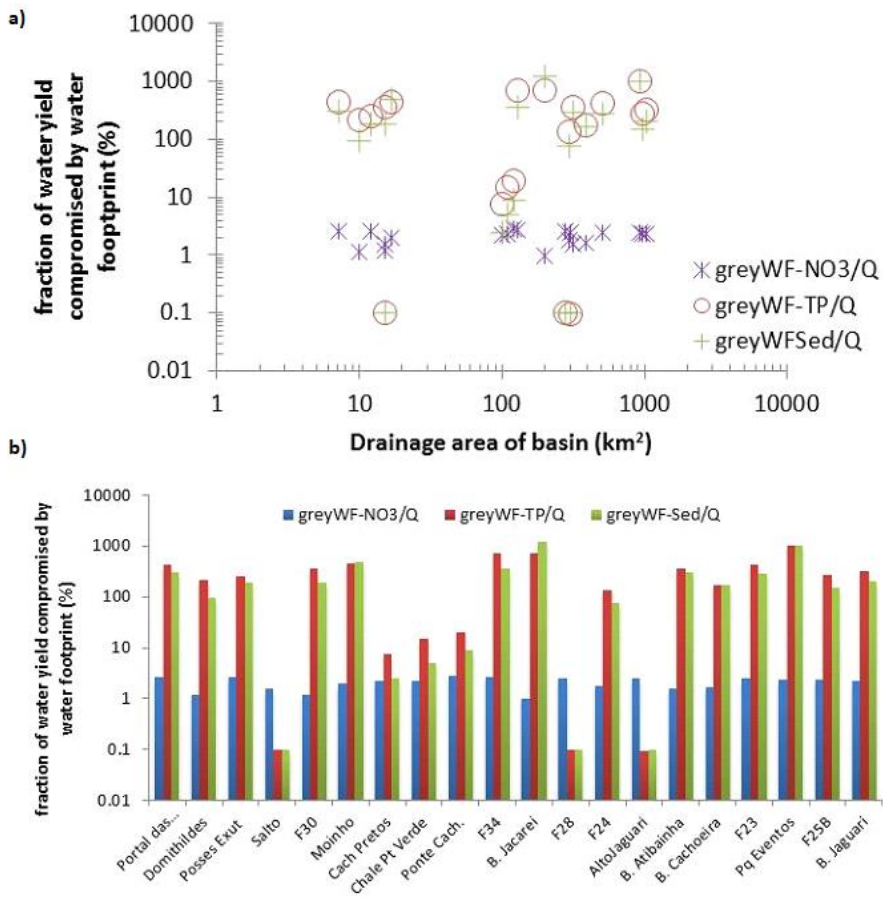 a)
10000
1000
100
10
1
0.1
0.01
fraction of water yield
compromised by water
fooptprint (%)
greyWF-NO3/Q
greyWF-TP/Q
greyWFSed/Q
1
10
100
1000
10000
Drainage area of basin (km²)
b)
10000
1000
100
10
1
0.1
0.01
fraction of water yield compromised by
water footprint (%)
greyWF-NO3/Q
greyWF-TP/Q
greyWF-Sed/Q
Portal das...
Domithildes
Posses Exut
Salto
F30
Moinho
Cach Pretos
Chale Pt Verde
Ponte Cach.
F34
B. Jacarei
F28
F24
AltoJaguari
B. Atibainha
B. Cachoeira
F23
Pq Eventos
F25B
B. Jaguari